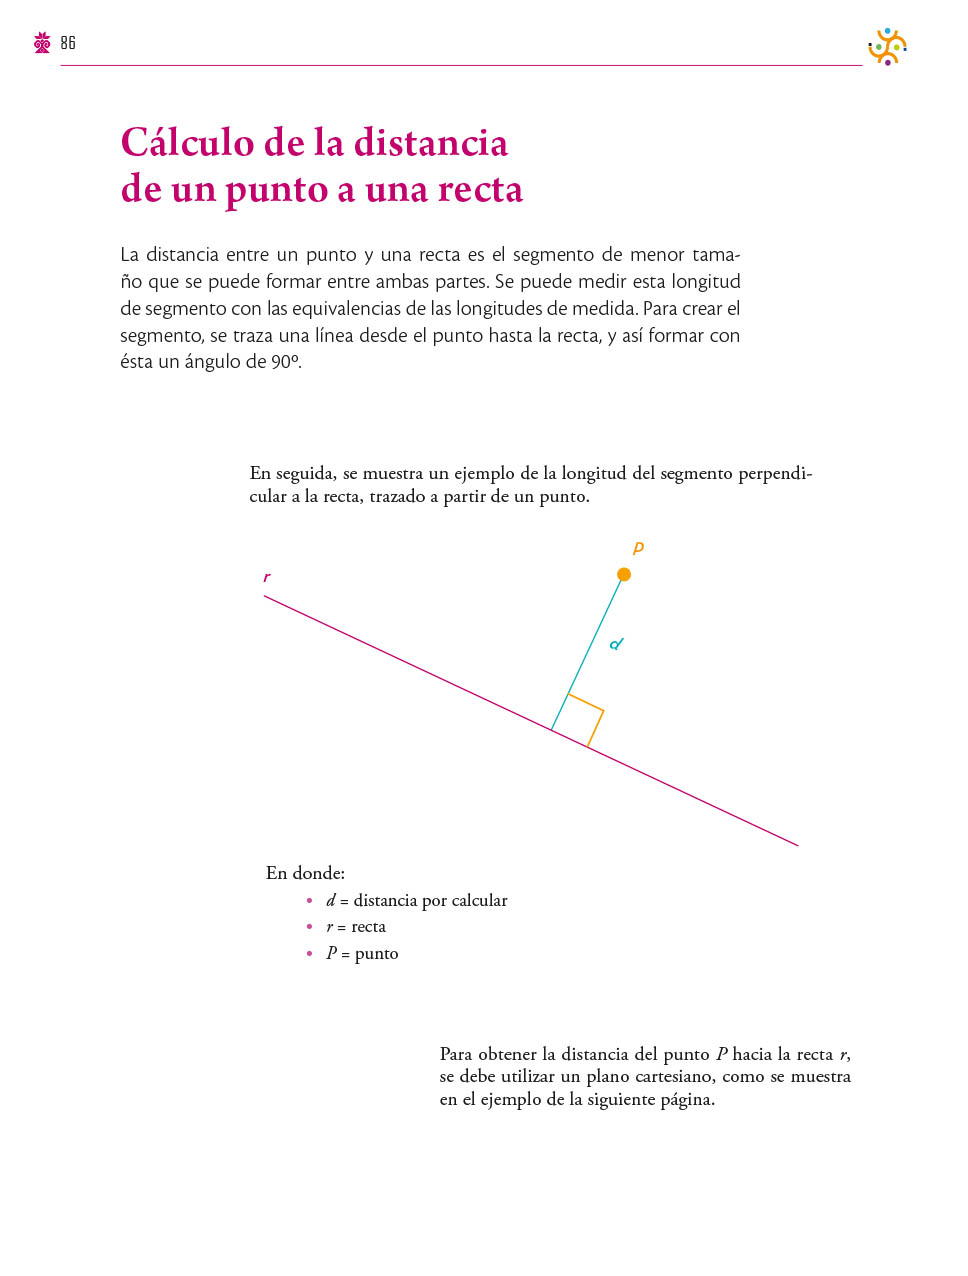 86
Cálculo de la distancia
de un punto a una recta
La distancia entre un punto y una recta es el segmento de menor tama-
ño que se puede formar entre ambas partes. Se puede medir esta longitud
de segmento con las equivalencias de las longitudes de medida. Para crear el
segmento, se traza una línea desde el punto hasta la recta, y así formar con
ésta un ángulo de 90º.
En seguida, se muestra un ejemplo de la longitud del segmento perpendi-
cular a la recta, trazado a partir de un punto.
P
r
d
En donde:
• d = distancia por calcular
• r = recta
• P = punto
Para obtener la distancia del punto P hacia la recta r,
se debe utilizar un plano cartesiano, como se muestra
en el ejemplo de la siguiente página.